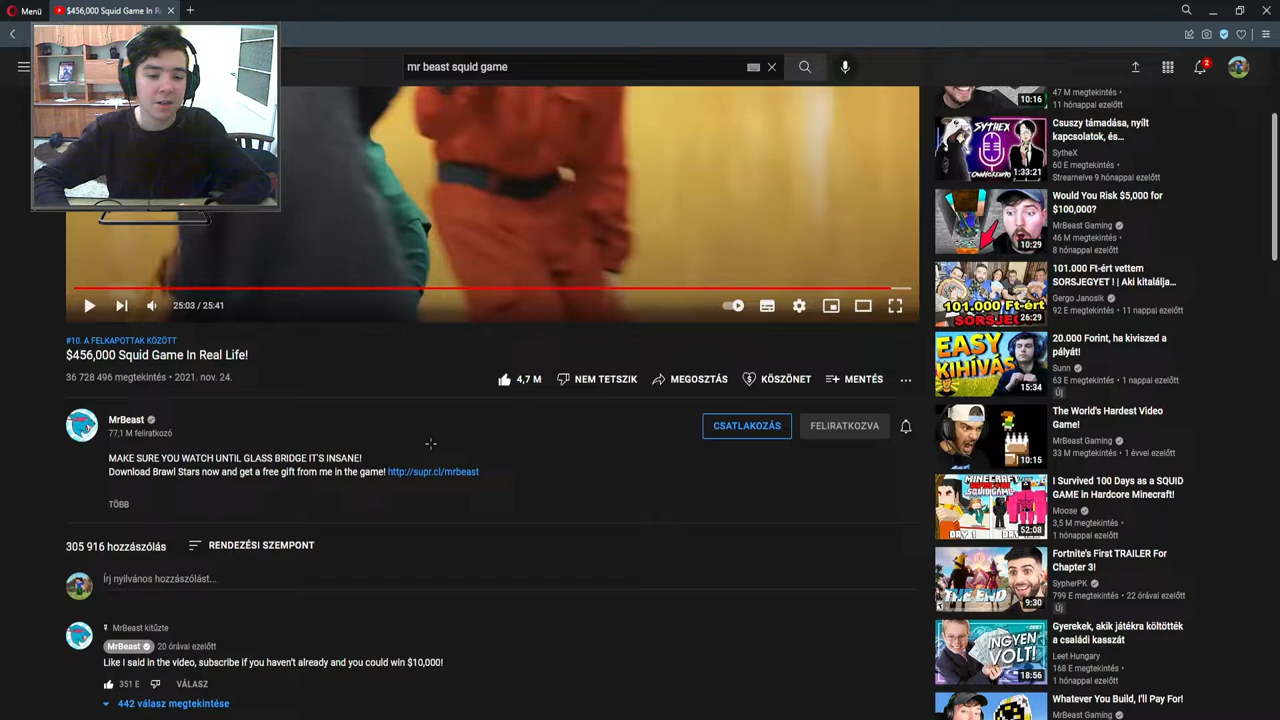 Menü
$456,000 Squid Game In R
mr beast squid game
2
25:03 / 25:41
#10. A FELKAPOTTAK KÖZÖTT
$456,000 Squid Game In Real Life!
36 728 496 megtekintés • 2021. nov. 24.
4,7 M
NEM TETSZIK
MEGOSZTÁS
KÖSZÖNET
MENTÉS
MrBeast
77,1 M feliratkozó
CSATLAKOZÁS
FELIRATKOZVA
MAKE SURE YOU WATCH UNTIL GLASS BRIDGE IT'S INSANE!
Download Brawl Stars now and get a free gift from me in the game! http://supr.cl/mrbeast
TÖBB
305 916 hozzászólás
RENDEZÉSI SZEMPONT
Írj nyilvános hozzászólást...
MrBeast kitűzte
MrBeast 20 órával ezelőtt
Like I said in the video, subscribe if you haven't already and you could win $10,000!
351 E
VÁLASZ
442 válasz megtekintése
10:16
47 M megtekintés •
11 hónappal ezelőtt
SYTHEX
1:33:21
Csuszy támadása, nyílt
kapcsolatok, és...
SytheX
60 E megtekintés •
Streamelve 9 hónappal ezelőtt
10:29
Would You Risk $5,000 for
$100,000?
MrBeast Gaming
46 M megtekintés •
8 hónappal ezelőtt
101.000 Ft-ért
SORSJEGY
26:29
101.000 Ft-ért vettem
SORSJEGYET ! | Aki kitalálja...
Gergo Janosik
92 E megtekintés • 11 nappal ezelőtt
EASY
KIHÍVÁS
15:34
20.000 Forint, ha kiviszed a
pályát!
Sunn
63 E megtekintés • 1 nappal ezelőtt
Új
10:15
The World's Hardest Video
Game!
MrBeast Gaming
33 M megtekintés • 1 évvel ezelőtt
MINECRAFT
DAY 1
52:08
I Survived 100 Days as a SQUID
GAME in Hardcore Minecraft!
Moose
3,5 M megtekintés •
1 hónappal ezelőtt
THE END
9:30
Fortnite's First TRAILER For
Chapter 3!
SypherPK
799 E megtekintés • 22 órával ezelőtt
Új
INGYEN
VOLT!
18:56
Gyerekek, akik játékra költötték
a családi kasszát
Leet Hungary
168 E megtekintés •
1 hónappal ezelőtt
Whatever You Build, I'll Pay For!
MrBeast Gaming